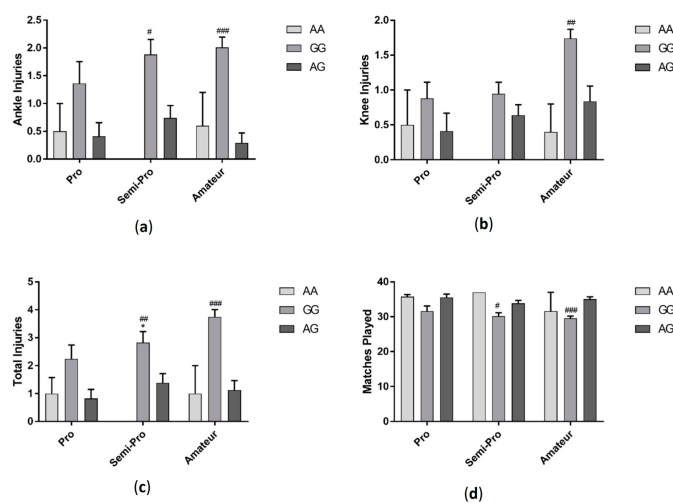 2.5
2.0
1.5
1.0
0.5
0.0
Ankle Injuries
#
###
AA
GG
AG
Pro
Semi-Pro
Amateur
(a)
2.0
1.5
1.0
0.5
0.0
Knee Injuries
##
AA
GG
AG
Pro
Semi-Pro
Amateur
(b)
5
4
3
2
1
0
Total Injuries
##
*
###
AA
GG
AG
Pro
Semi-Pro
Amateur
(c)
40
30
20
10
0
Matches Played
#
###
AA
GG
AG
Pro
Semi-Pro
Amateur
(d)